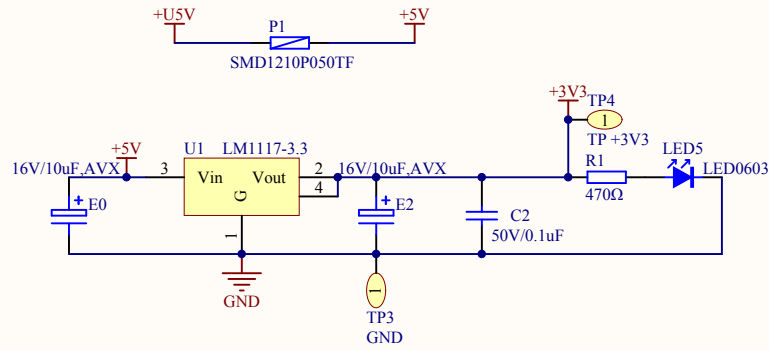 +U5V
P1
+5V
SMD1210P050TF
+3V3
TP4
1
TP +3V3
+5V
U1
LM1117-3.3
R1
LED5
16V/10uF,AVX
3
Vin
Vout
2
4
16V/10uF,AVX
LED0603
470Ω
G
+
E0
+
E2
C2
50V/0.1uF
1
GND
1
TP3
GND